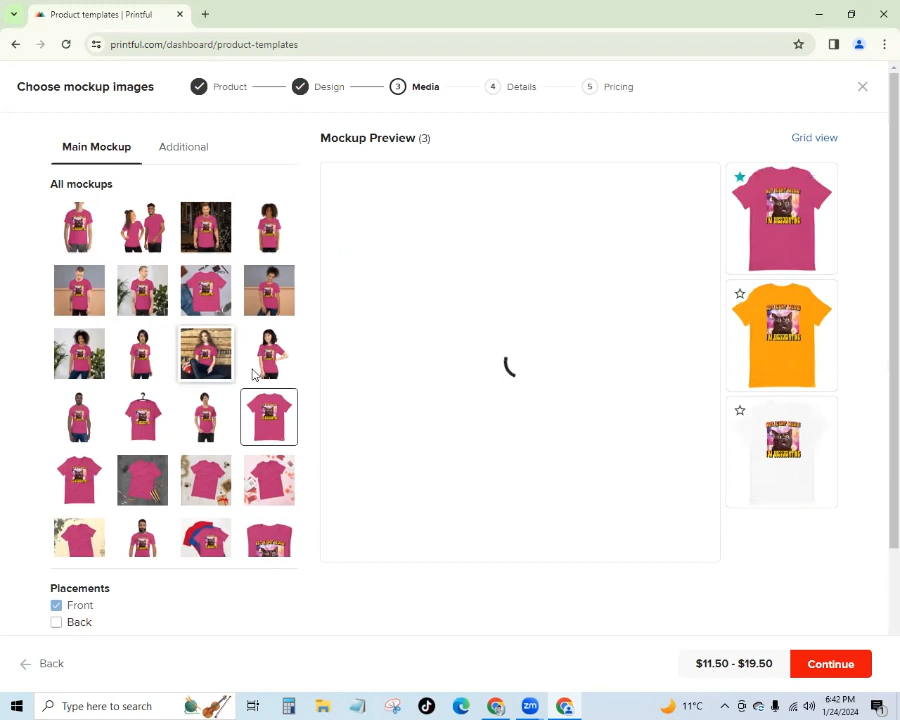 Product templates | Printful
printful.com/dashboard/product-templates
Choose mockup images
Product
Design
3 Media
4 Details
5 Pricing
Main Mockup
Additional
Mockup Preview (3)
Grid view
All mockups
Placements
Front
Back
Back
$11.50 - $19.50
Continue
Type here to search
zm
11°C
6:42 PM
1/24/2024